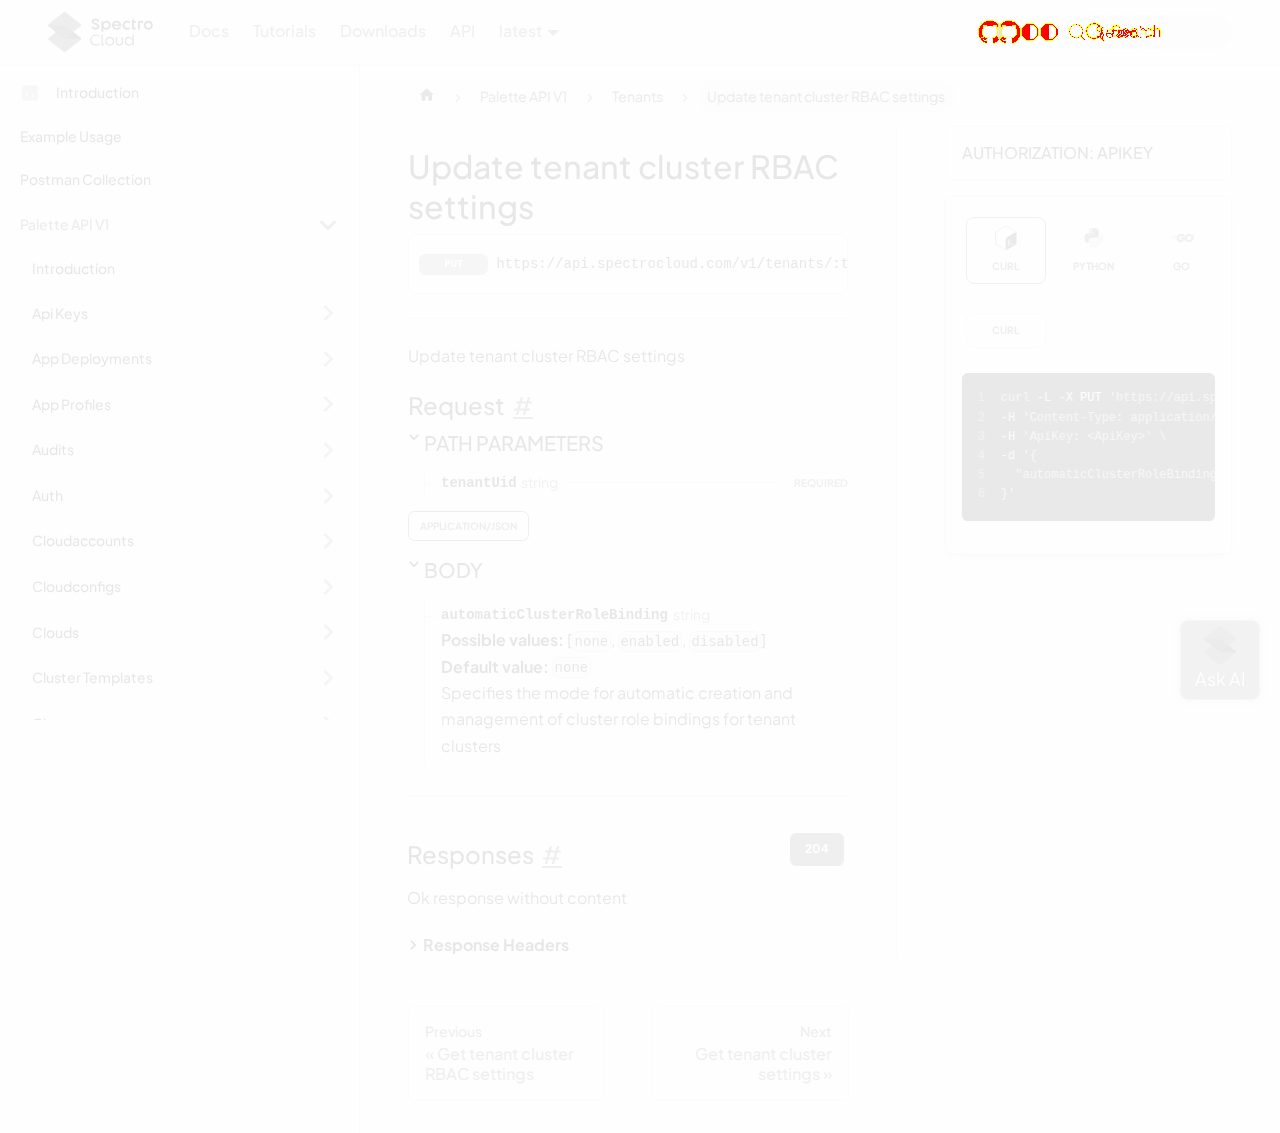 Spectro
Cloud
Docs
Tutorials
Downloads
API
latest
Search
Introduction
Example Usage
Postman Collection
Palette API V1
Introduction
Api Keys
App Deployments
App Profiles
Audits
Auth
Cloudaccounts
Cloudconfigs
Clouds
Cluster Templates
Palette API V1
Tenants
Update tenant cluster RBAC settings
Update tenant cluster RBAC
settings
PUT https://api.spectrocloud.com/v1/tenants/:t
Update tenant cluster RBAC settings
Request #
PATH PARAMETERS
tenantUid string REQUIRED
APPLICATION/JSON
BODY
automaticClusterRoleBinding string
Possible values: [none, enabled, disabled]
Default value: none
Specifies the mode for automatic creation and
management of cluster role bindings for tenant
clusters
Responses #
204
Ok response without content
Response Headers
Previous
« Get tenant cluster
RBAC settings
Next
Get tenant cluster
settings »
AUTHORIZATION: APIKEY
CURL
PYTHON
GO
CURL
1 curl -L -X PUT 'https://api.sp
2 -H 'Content-Type: application/
3 -H 'ApiKey: <ApiKey>' \
4 -d '{
5 "automaticClusterRoleBinding
6 }'
Ask AI